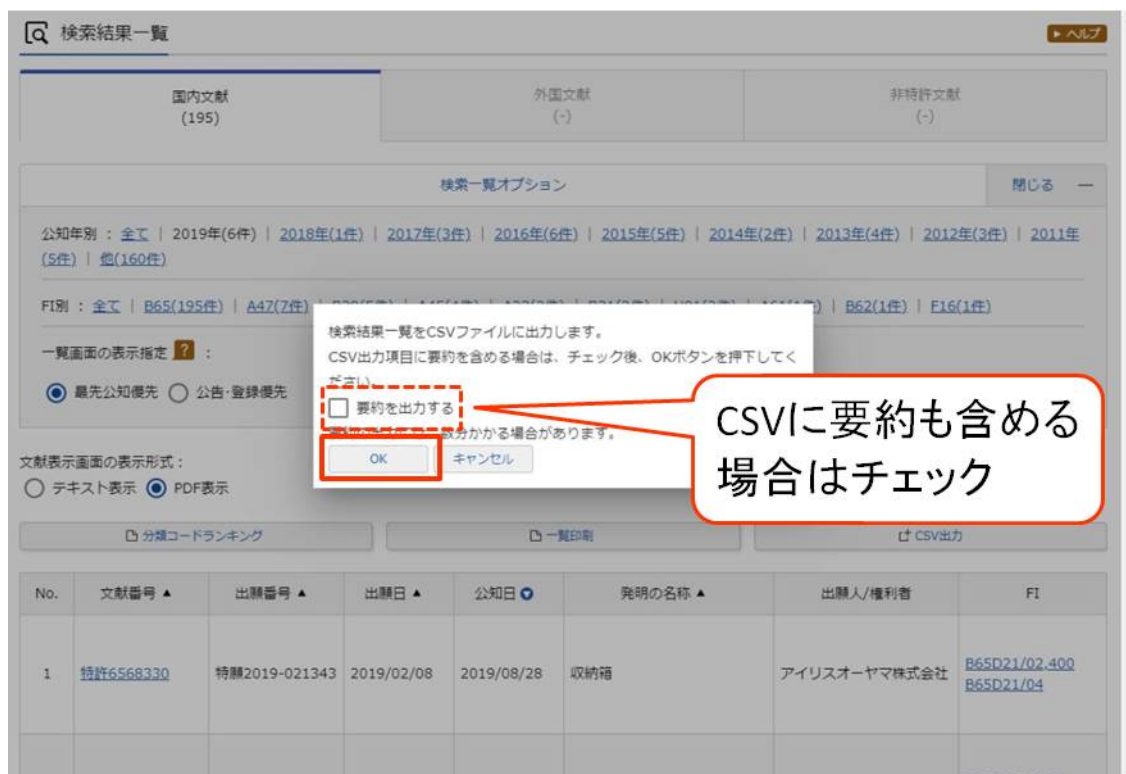 検索結果一覧
ヘルプ
国内文献
(195)
外国文献
(-)
非特許文献
(-)
検索一覧オプション
閉じる
公知年別 : 全て | 2019年(6件) | 2018年(1件) | 2017年(3件) | 2016年(6件) | 2015年(5件) | 2014年(2件) | 2013年(4件) | 2012年(3件) | 2011年
(5件) | 他(160件)
FI別 : 全て | B65(195件) | A47(7件) | B62(1件) | F16(1件)
一覧画面の表示指定 ? :
最先公知優先 公告・登録優先
検索結果一覧をCSVファイルに出力します。
CSV出力項目に要約を含める場合は、チェック後、OKボタンを押下してく
ださい。
要約を出力する
数分かかる場合があります。
OK キャンセル
CSVに要約も含める
場合はチェック
文献表示画面の表示形式 :
テキスト表示 PDF表示
分類コードランキング
一覧印刷
CSV出力
No. 文献番号 ▲ 出願番号 ▲ 出願日 ▲ 公知日 発明の名称 ▲ 出願人/権利者 FI
1 特許6568330 特願2019-021343 2019/02/08 2019/08/28 収納箱 アイリスオーヤマ株式会社 B65D21/02,400
B65D21/04